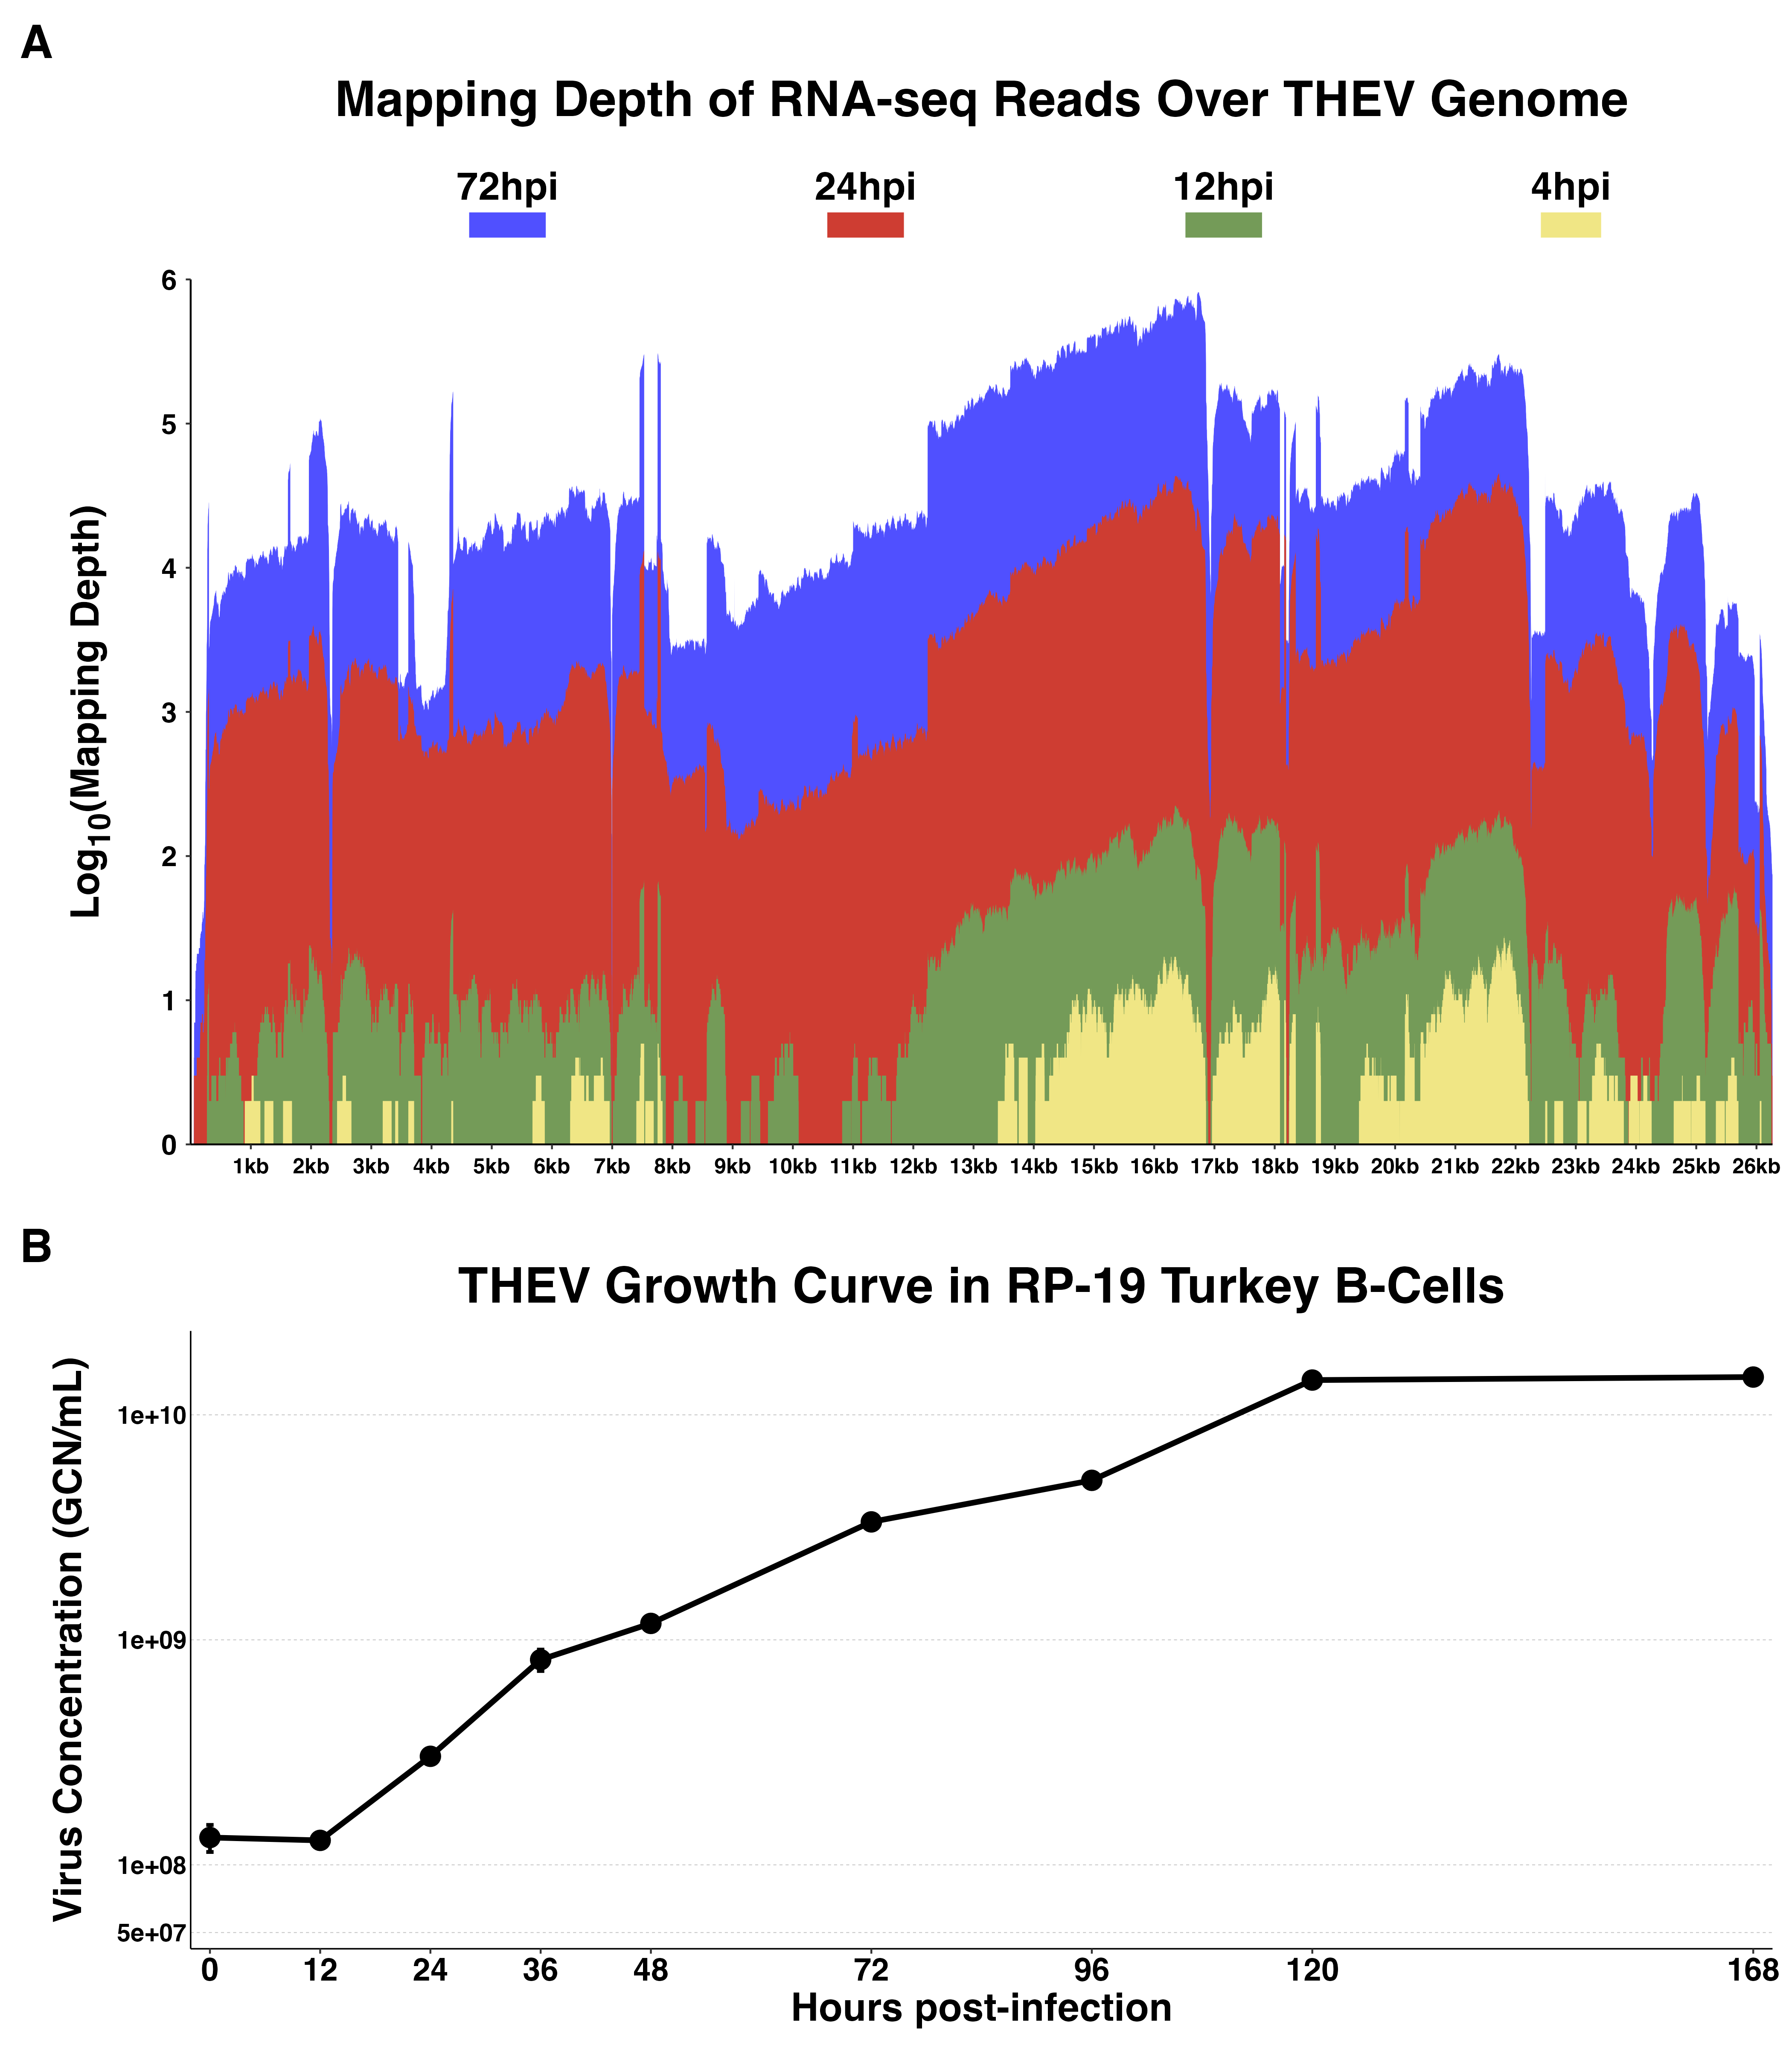 A
Mapping Depth of RNA-seq Reads Over THEV Genome
72hpi 24hpi 12hpi 4hpi
Log10(Mapping Depth)
6
5
4
3
2
1
0
1kb 2kb 3kb 4kb 5kb 6kb 7kb 8kb 9kb 10kb 11kb 12kb 13kb 14kb 15kb 16kb 17kb 18kb 19kb 20kb 21kb 22kb 23kb 24kb 25kb 26kb
B
THEV Growth Curve in RP-19 Turkey B-Cells
Virus Concentration (GCN/mL)
1e+10
1e+09
1e+08
5e+07
0 12 24 36 48 72 96 120 168
Hours post-infection